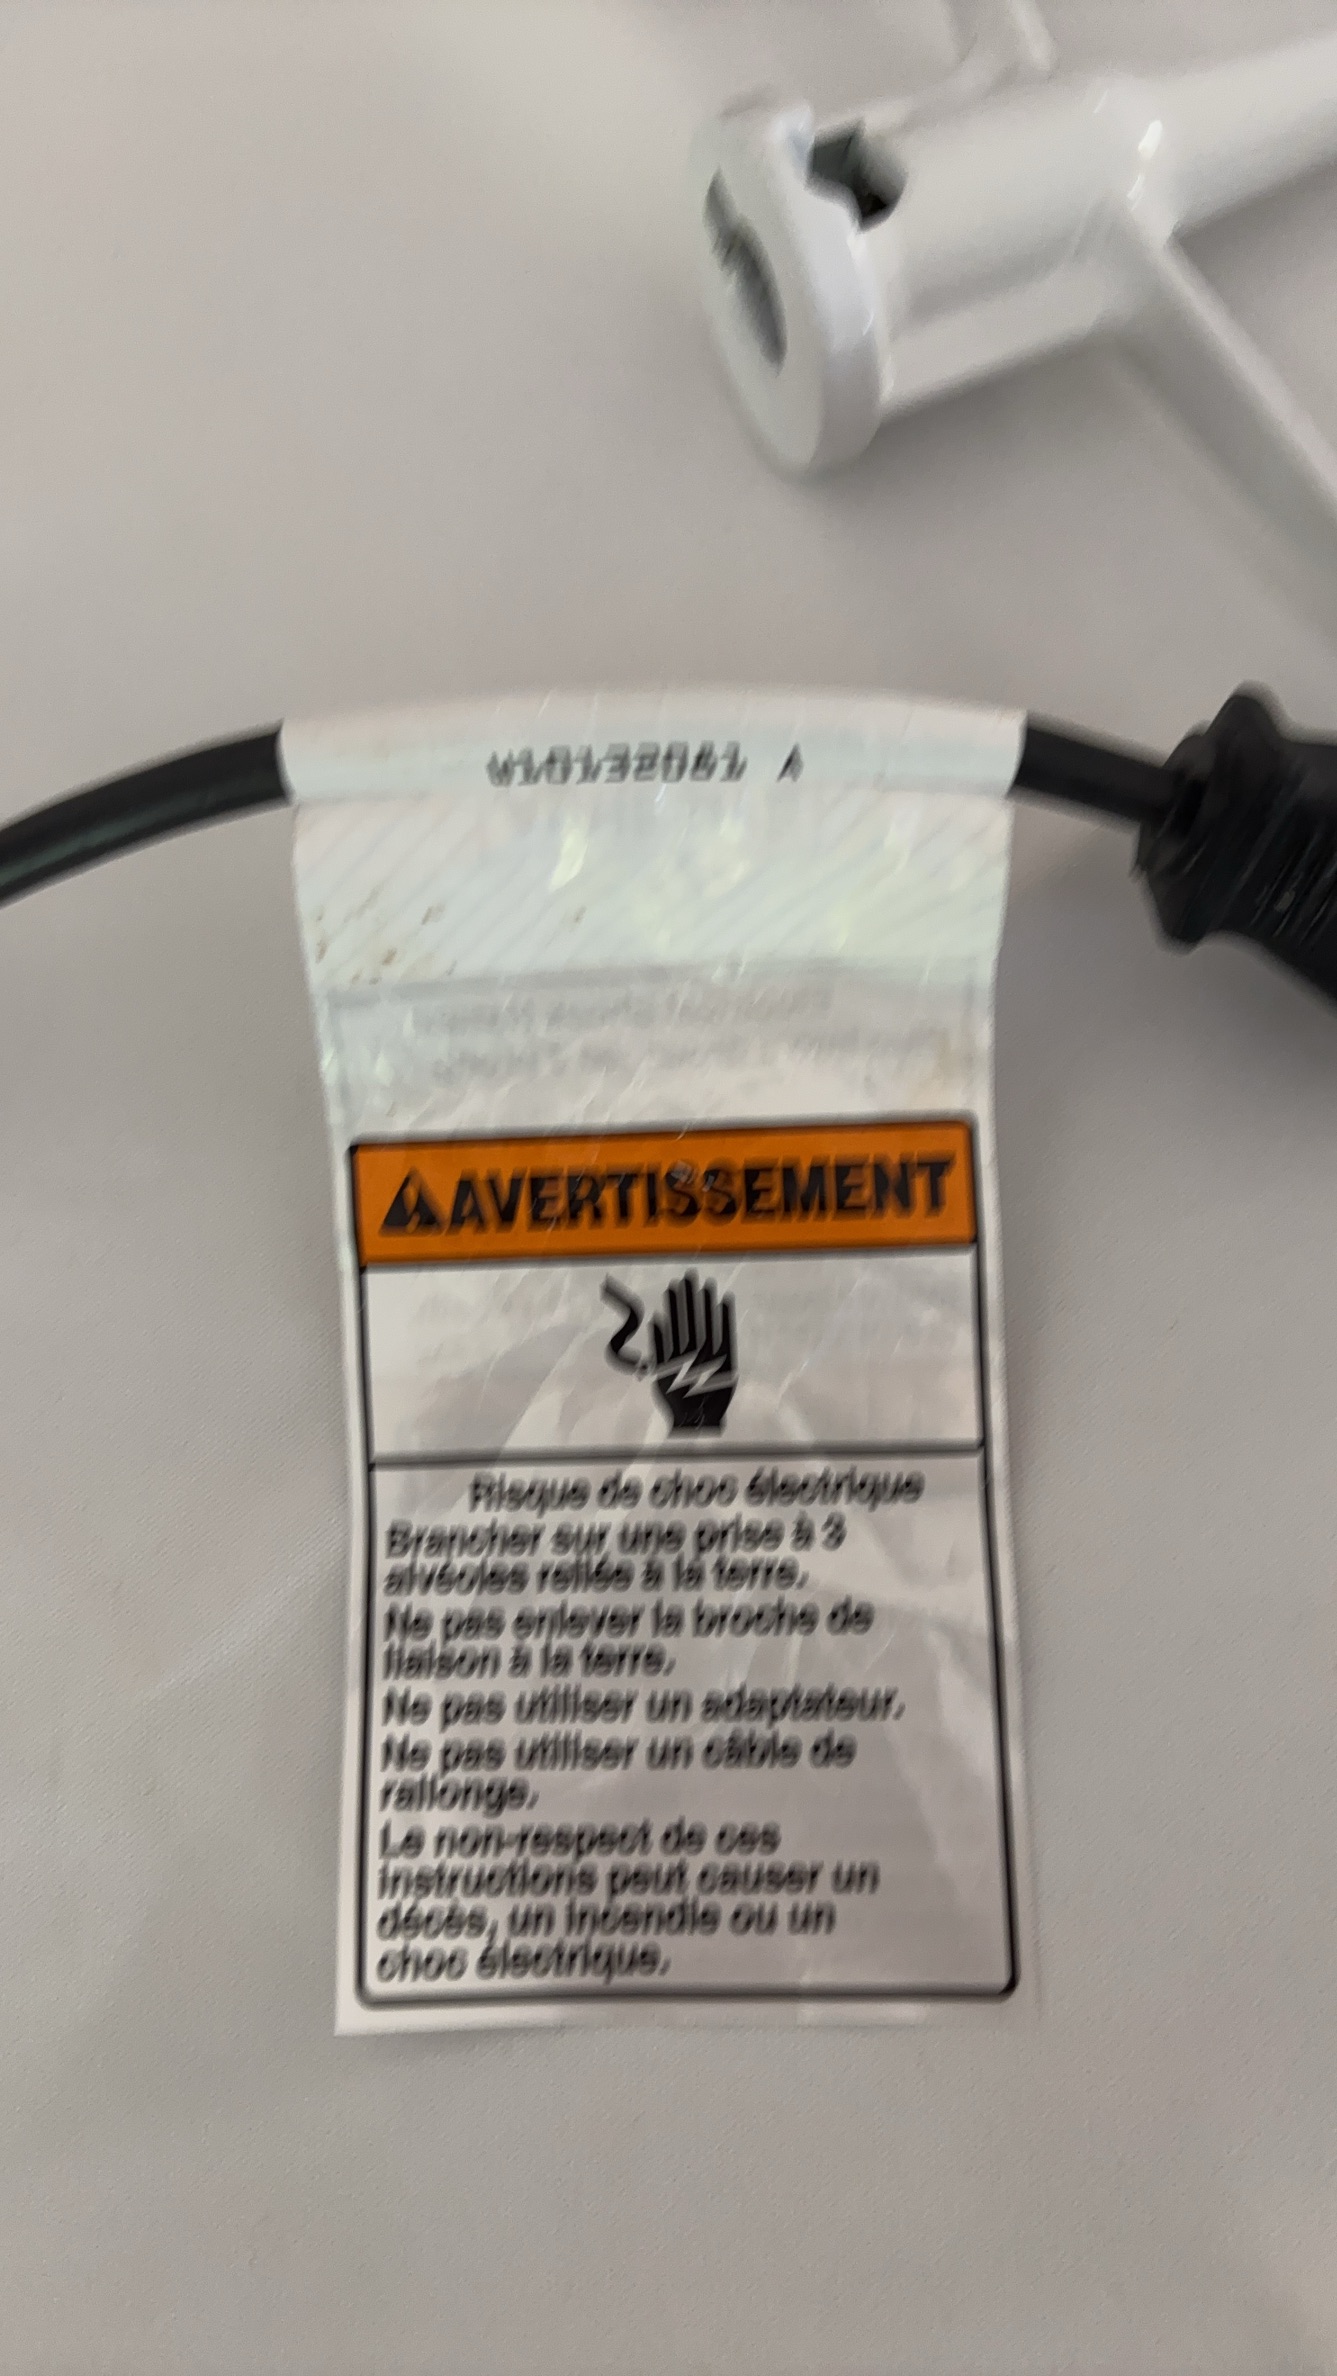 A
AVERTISSEMENT
Risque de choc électrique
Brancher sur une prise à 3
alvéoles reliée à la terre.
Ne pas enlever la broche de
liaison à la terre.
Ne pas utiliser un adaptateur.
Ne pas utiliser un câble de
rallonge.
Le non-respect de ces
instructions peut causer un
décès, un incendie ou un
choc électrique.